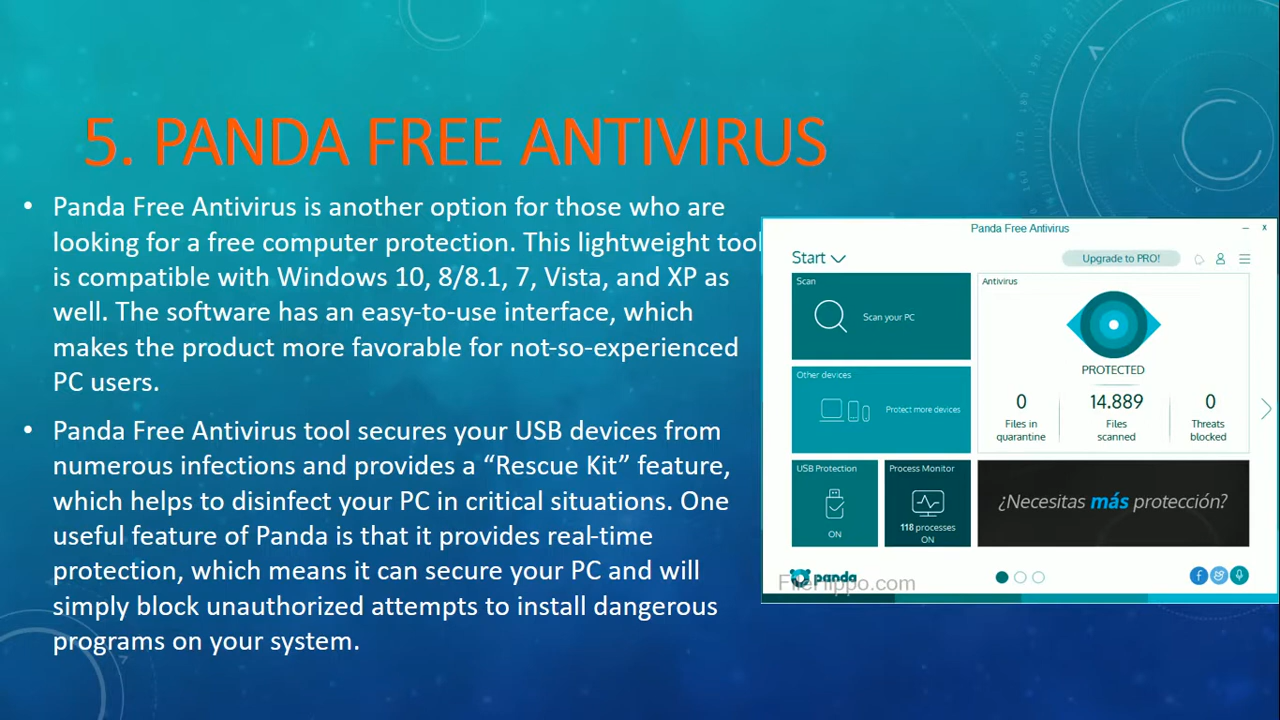 5. PANDA FREE ANTIVIRUS
• Panda Free Antivirus is another option for those who are
looking for a free computer protection. This lightweight tool
is compatible with Windows 10, 8/8.1, 7, Vista, and XP as
well. The software has an easy-to-use interface, which
makes the product more favorable for not-so-experienced
PC users.
• Panda Free Antivirus tool secures your USB devices from
numerous infections and provides a “Rescue Kit” feature,
which helps to disinfect your PC in critical situations. One
useful feature of Panda is that it provides real-time
protection, which means it can secure your PC and will
simply block unauthorized attempts to install dangerous
programs on your system.
Panda Free Antivirus
Start
Upgrade to PRO!
Scan
Scan your PC
Other devices
Protect more devices
USB Protection
ON
Process Monitor
118 processes
ON
Antivirus
PROTECTED
0
Files in
quarantine
14.889
Files
scanned
0
Threats
blocked
¿Necesitas más protección?
panda
FileHippo.com